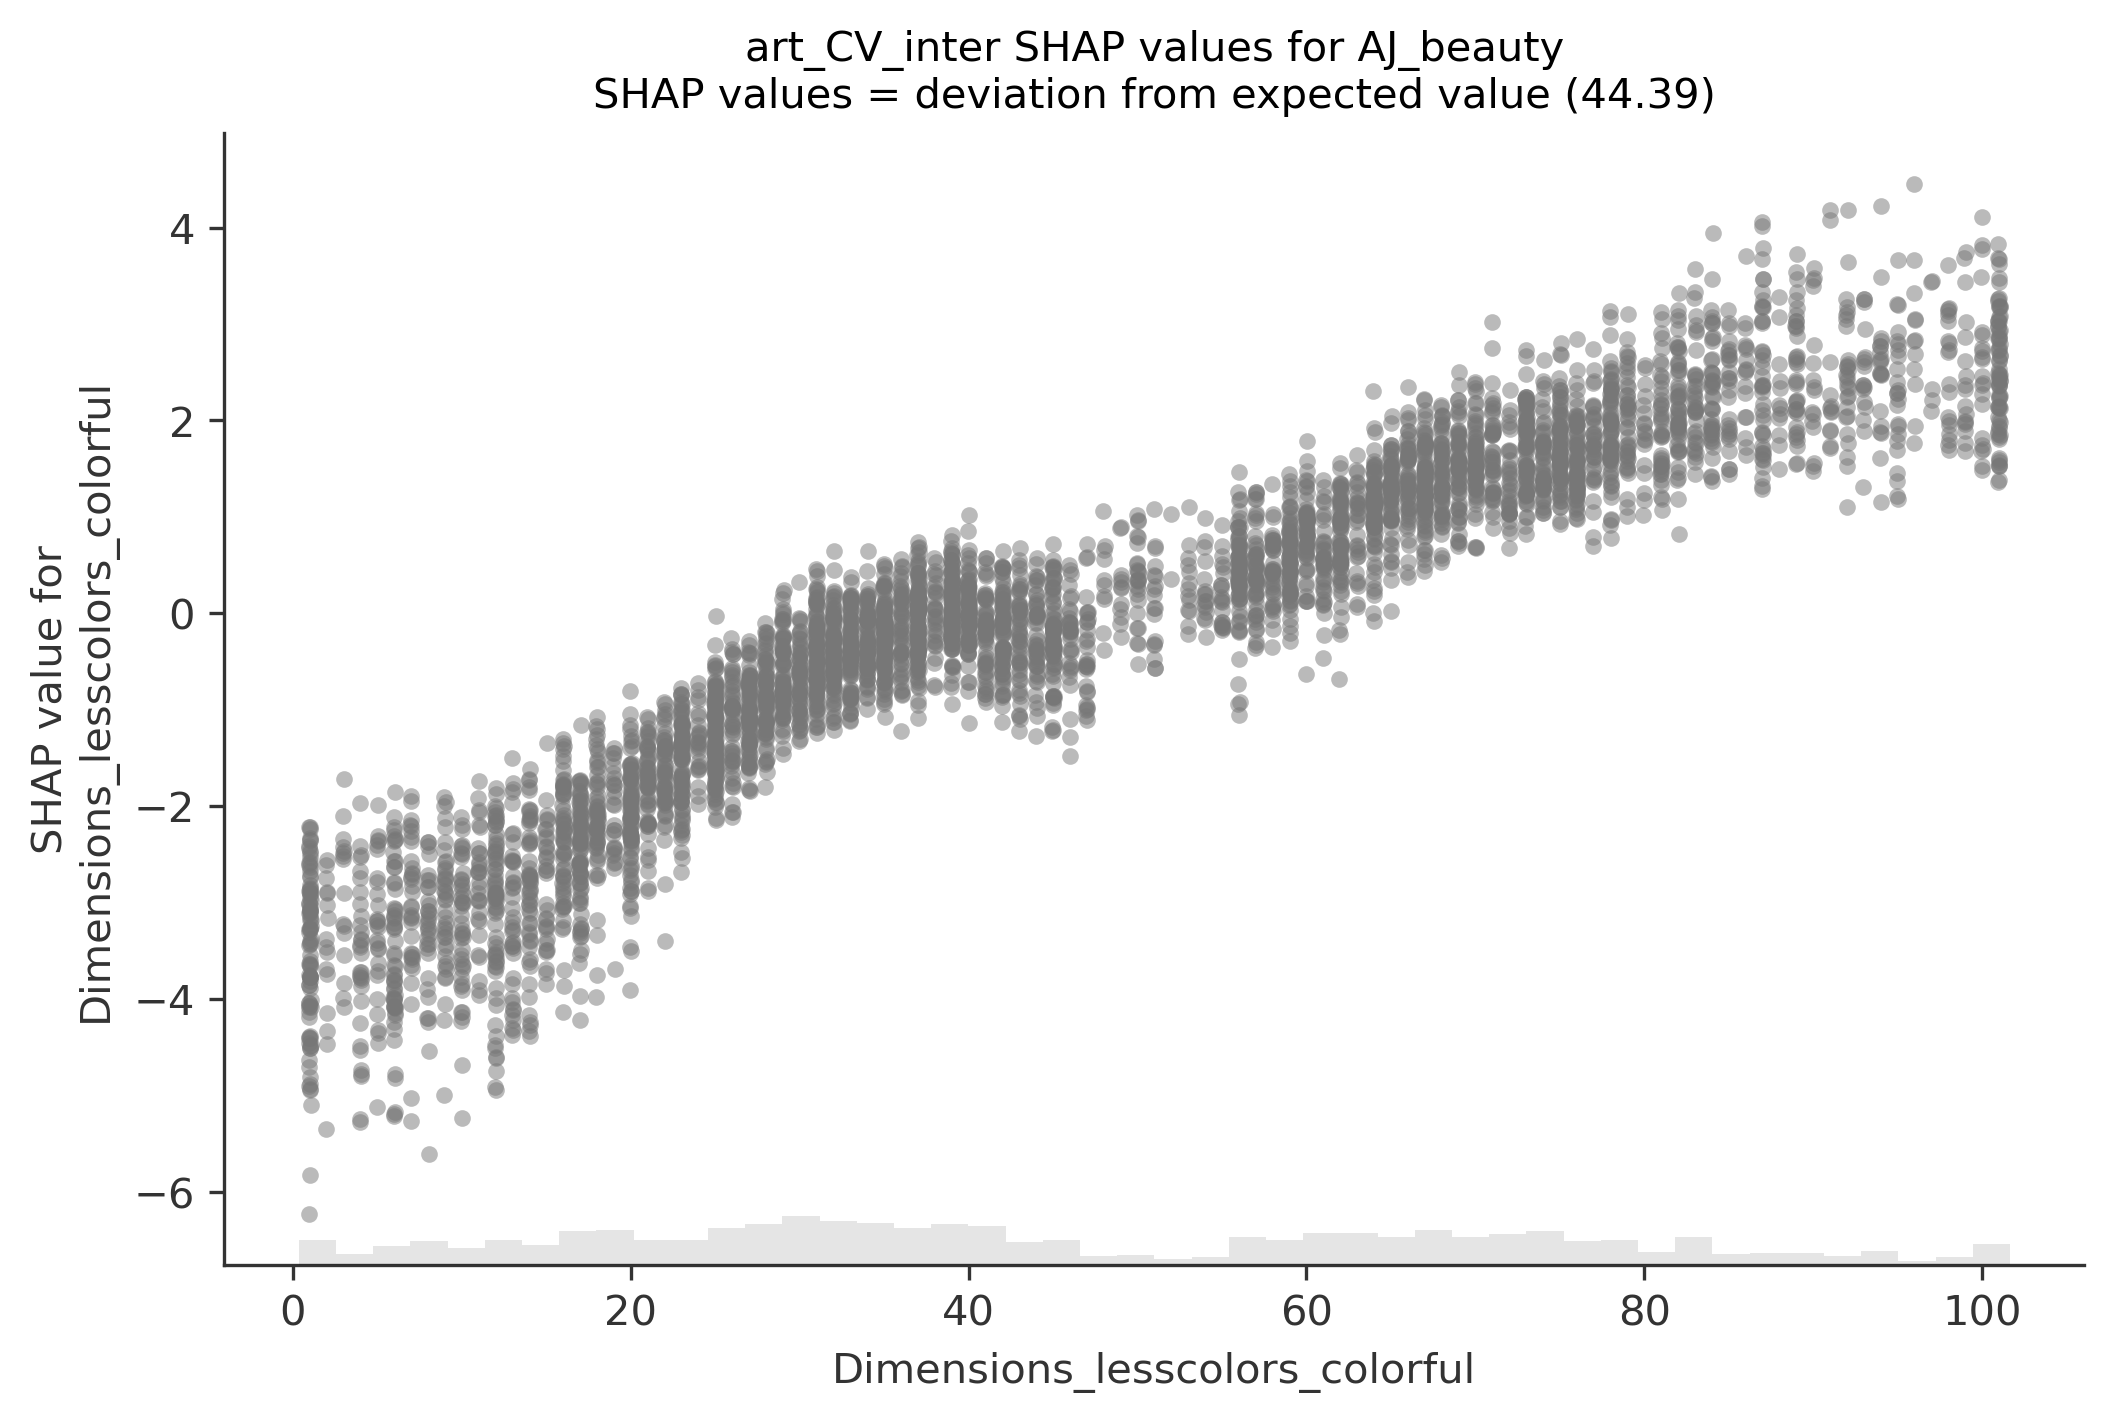 art_CV_inter SHAP values for AJ_beauty
SHAP values = deviation from expected value (44.39)
SHAP value for
Dimensions_lesscolors_colorful
4
2
0
−2
−4
−6
0
20
40
60
80
100
Dimensions_lesscolors_colorful